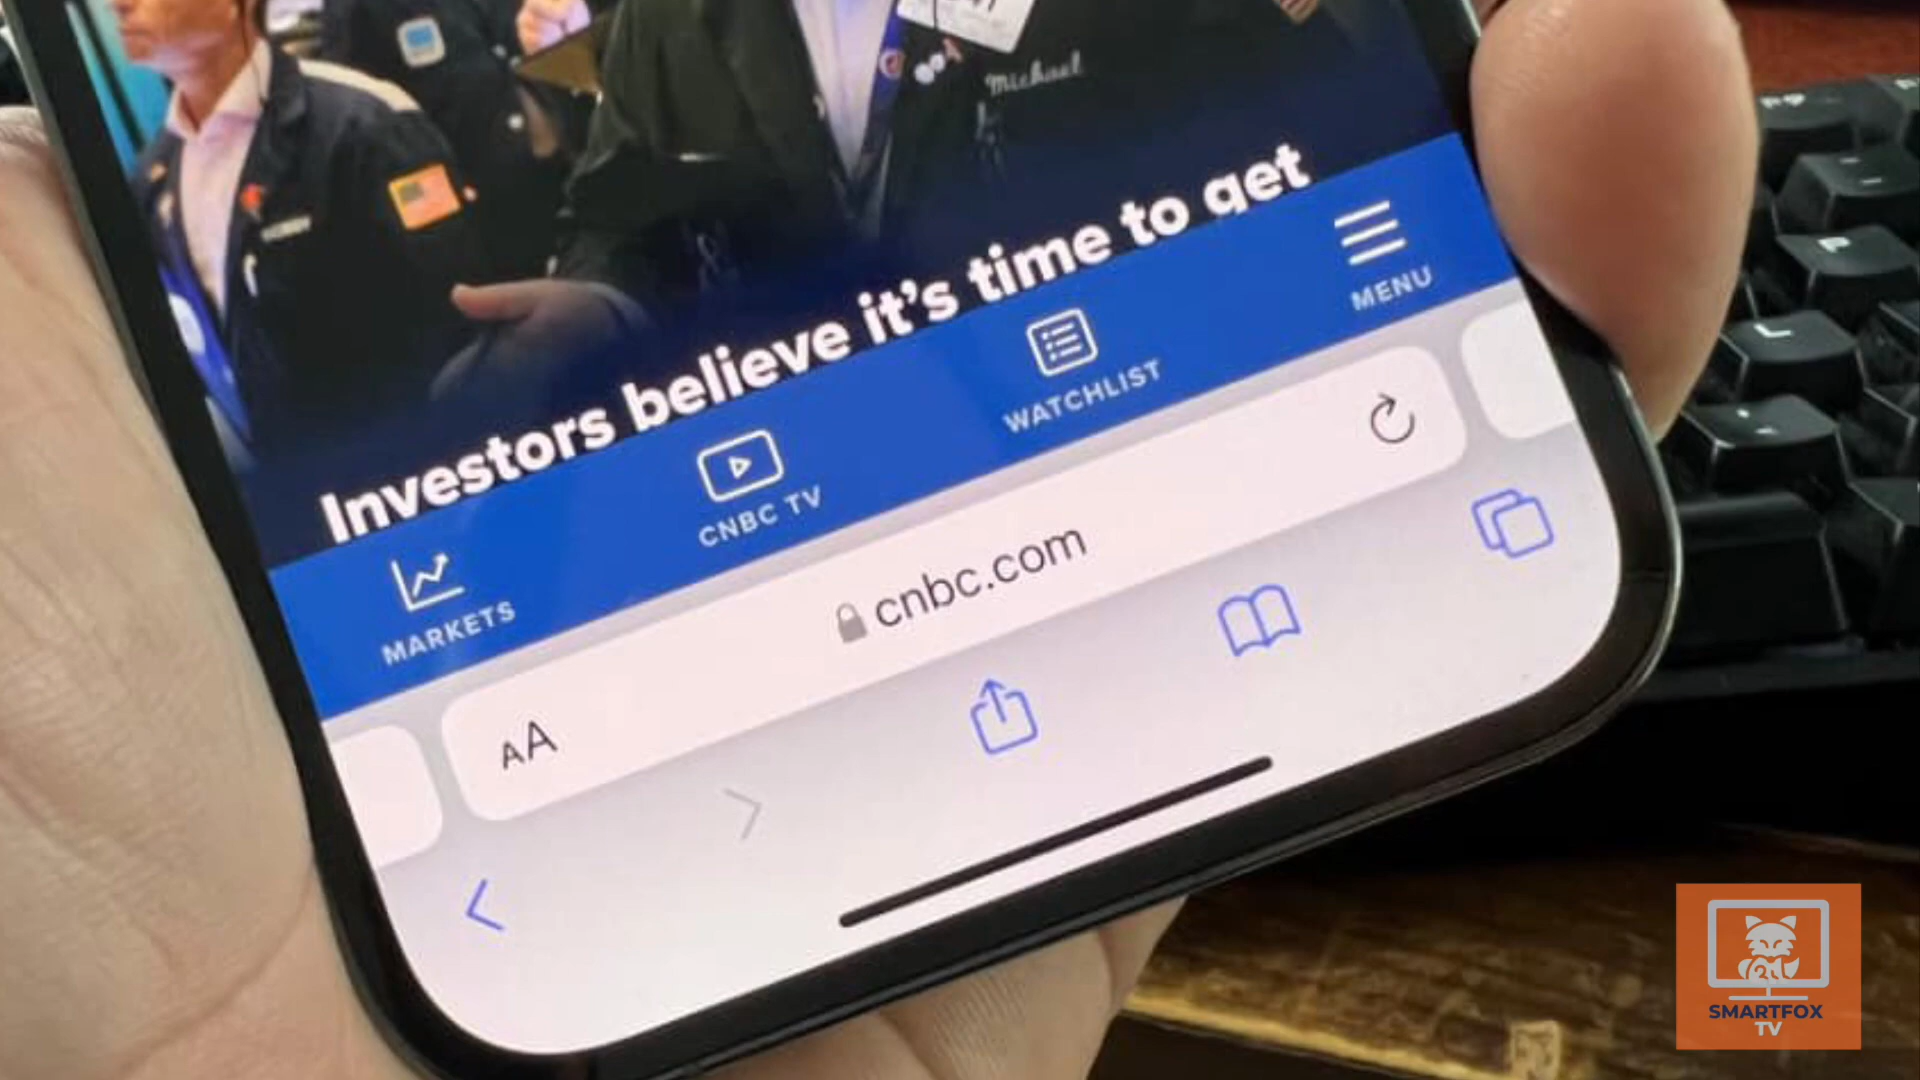 Michael
Investors believe it's time to get
MARKETS
CNBC TV
WATCHLIST
MENU
AA
cnbc.com
P
L
SMARTFOX
TV